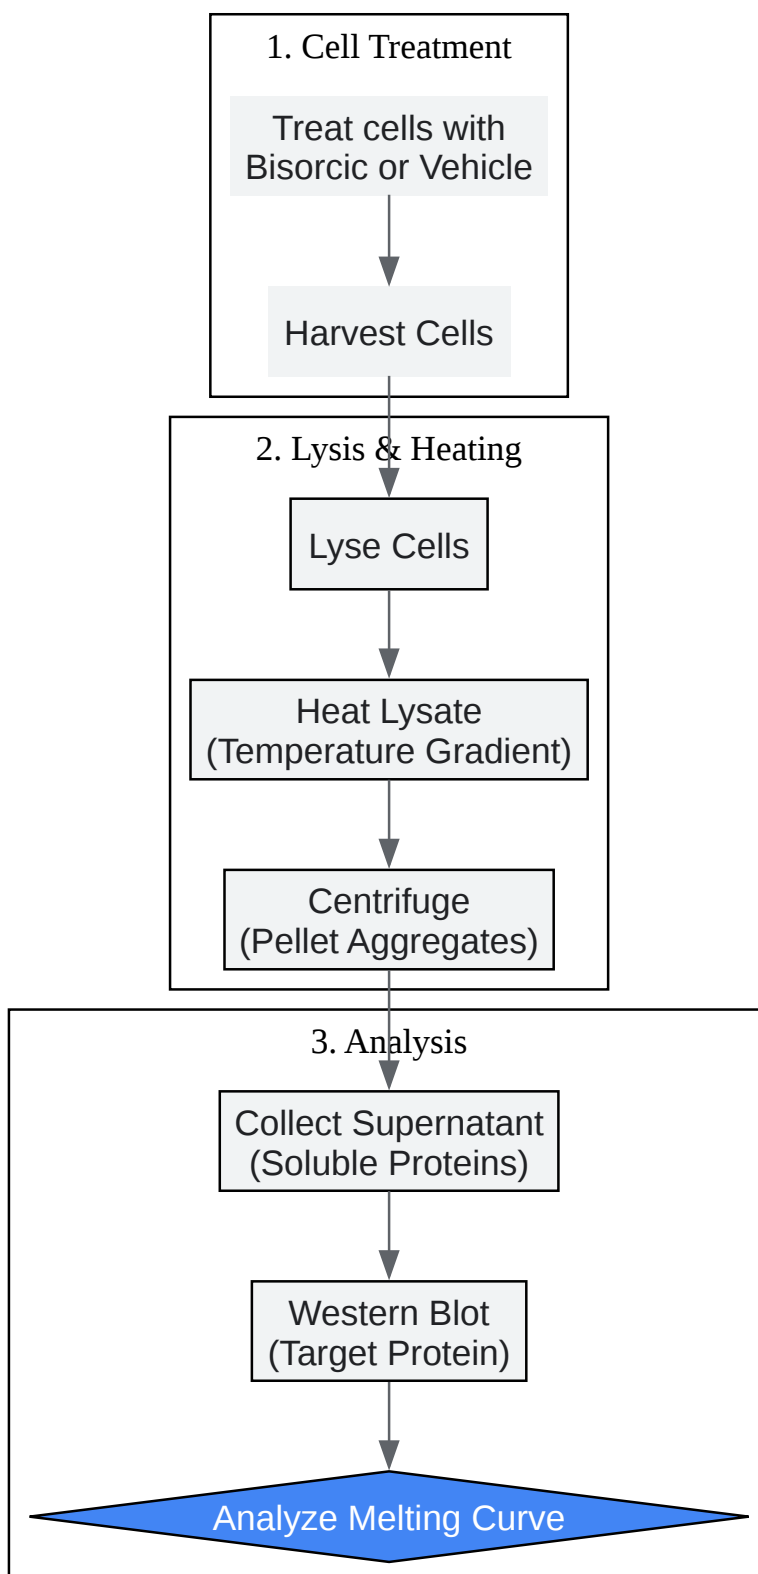 1. Cell Treatment
Treat cells with
Bisorcic or Vehicle
Harvest Cells
2. Lysis & Heating
Lyse Cells
Heat Lysate
(Temperature Gradient)
Centrifuge
(Pellet Aggregates)
3. Analysis
Collect Supernatant
(Soluble Proteins)
Western Blot
(Target Protein)
Analyze Melting Curve